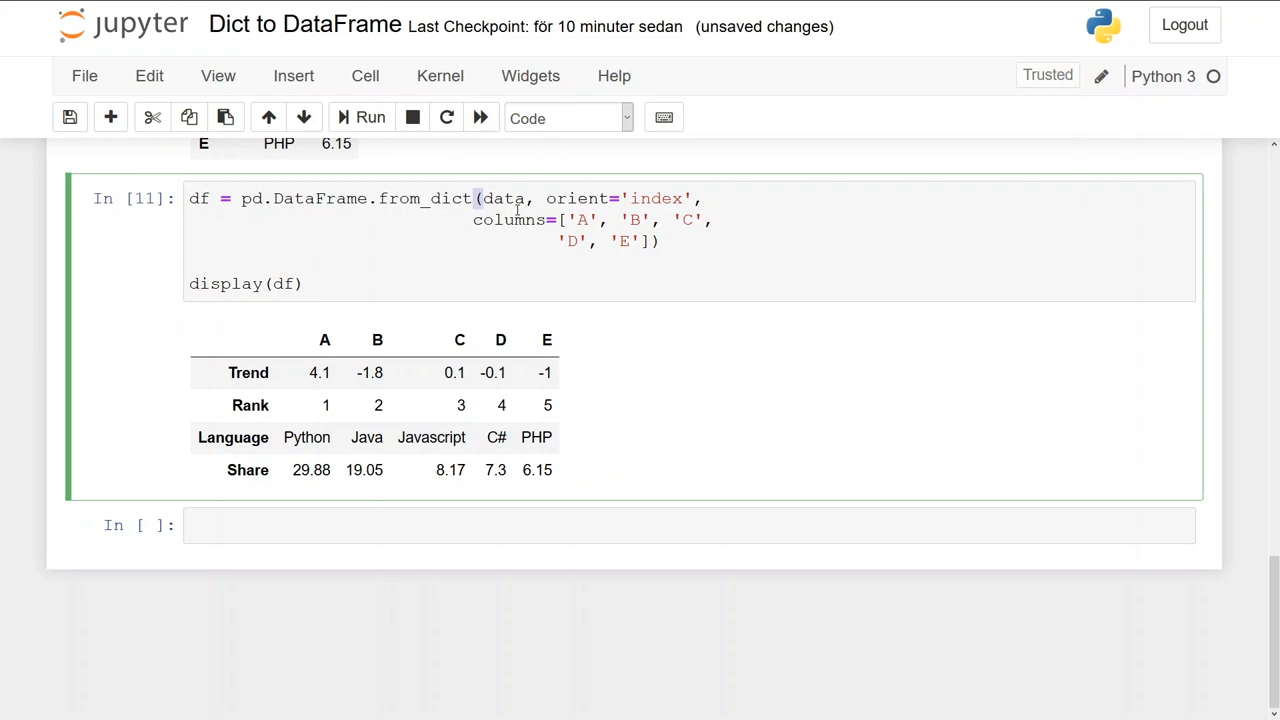 jupyter Dict to DataFrame Last Checkpoint: för 10 minuter sedan (unsaved changes) Logout
File Edit View Insert Cell Kernel Widgets Help Trusted Python 3
Run Code
E PHP 6.15
In [11]: df = pd.DataFrame.from_dict(data, orient='index',
columns=['A', 'B', 'C',
'D', 'E'])
display(df)
A B C D E
Trend 4.1 -1.8 0.1 -0.1 -1
Rank 1 2 3 4 5
Language Python Java Javascript C# PHP
Share 29.88 19.05 8.17 7.3 6.15
In [ ]: